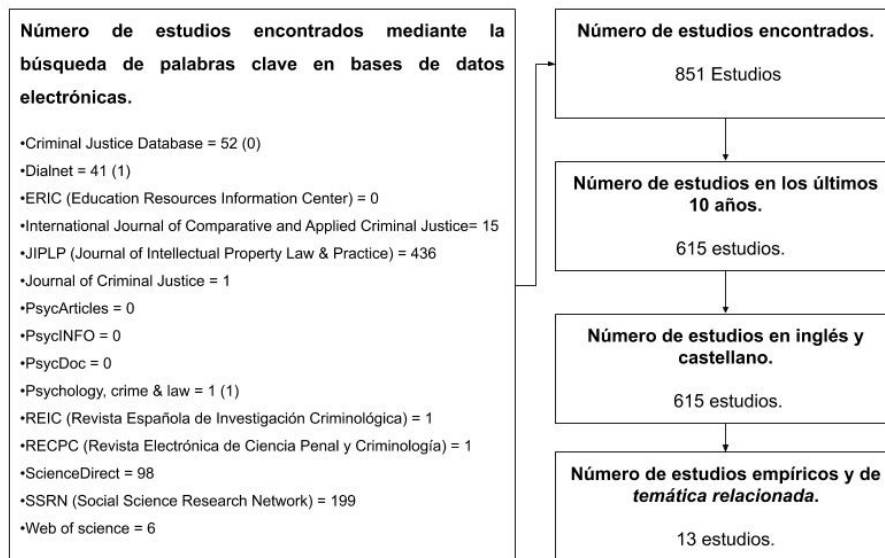 Número de estudios encontrados mediante la
búsqueda de palabras clave en bases de datos
electrónicas.
•Criminal Justice Database = 52 (0)
•Dialnet = 41 (1)
•ERIC (Education Resources Information Center) = 0
•International Journal of Comparative and Applied Criminal Justice= 15
•JIPLP (Journal of Intellectual Property Law & Practice) = 436
•Journal of Criminal Justice = 1
•PsycArticles = 0
•PsycINFO = 0
•PsycDoc = 0
•Psychology, crime & law = 1 (1)
•REIC (Revista Española de Investigación Criminológica) = 1
•RECPC (Revista Electrónica de Ciencia Penal y Criminología) = 1
•ScienceDirect = 98
•SSRN (Social Science Research Network) = 199
•Web of science = 6
Número de estudios encontrados.
851 Estudios
Número de estudios en los últimos
10 años.
615 estudios.
Número de estudios en inglés y
castellano.
615 estudios.
Número de estudios empíricos y de
temática relacionada.
13 estudios.